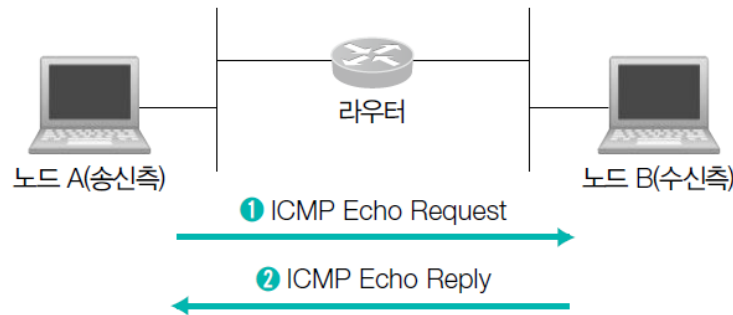 라우터
노드 A(송신측)
노드 B(수신측)
❶ ICMP Echo Request
❷ ICMP Echo Reply